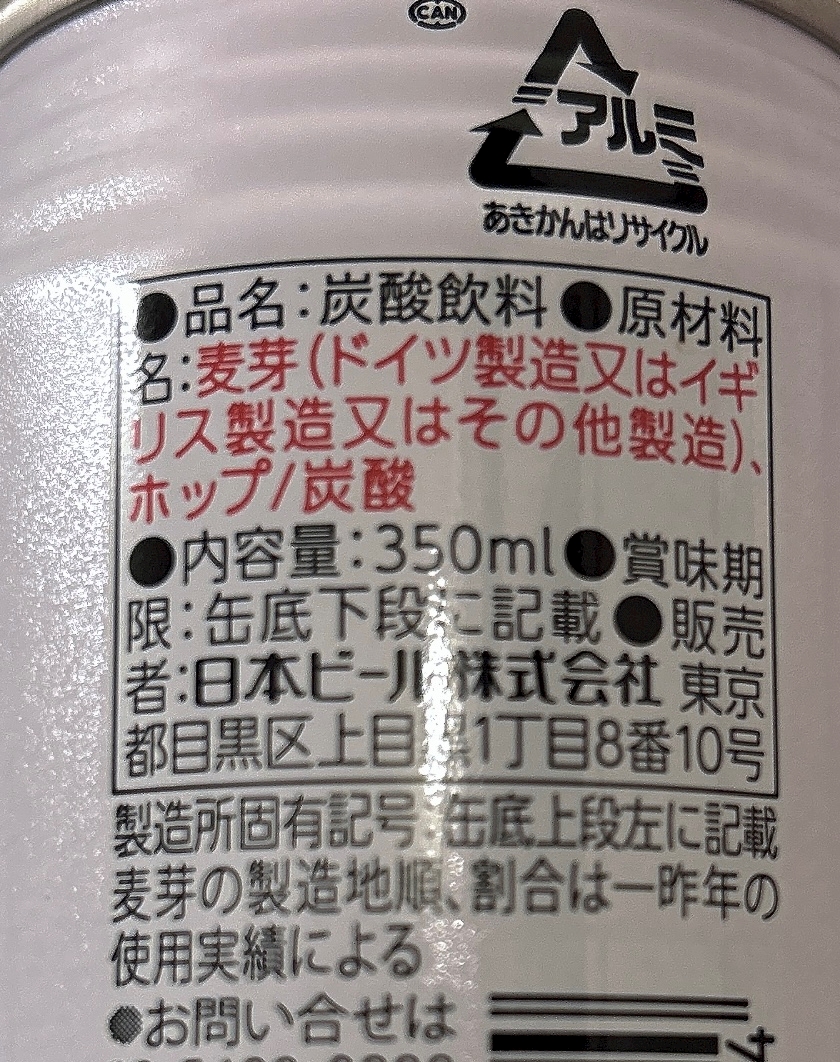 CAN
アルミ
あきかんはリサイクル
●品名:炭酸飲料 ●原材料
名:麦芽(ドイツ製造又はイギ
リス製造又はその他製造)、
ホップ/炭酸
●内容量:350ml●賞味期
限:缶底下段に記載 ●販売
者:日本ビール株式会社 東京
都目黒区上目黒1丁目8番10号
製造所固有記号:缶底上段左に記載
麦芽の製造地順、割合は一昨年の
使用実績による
●お問い合せは